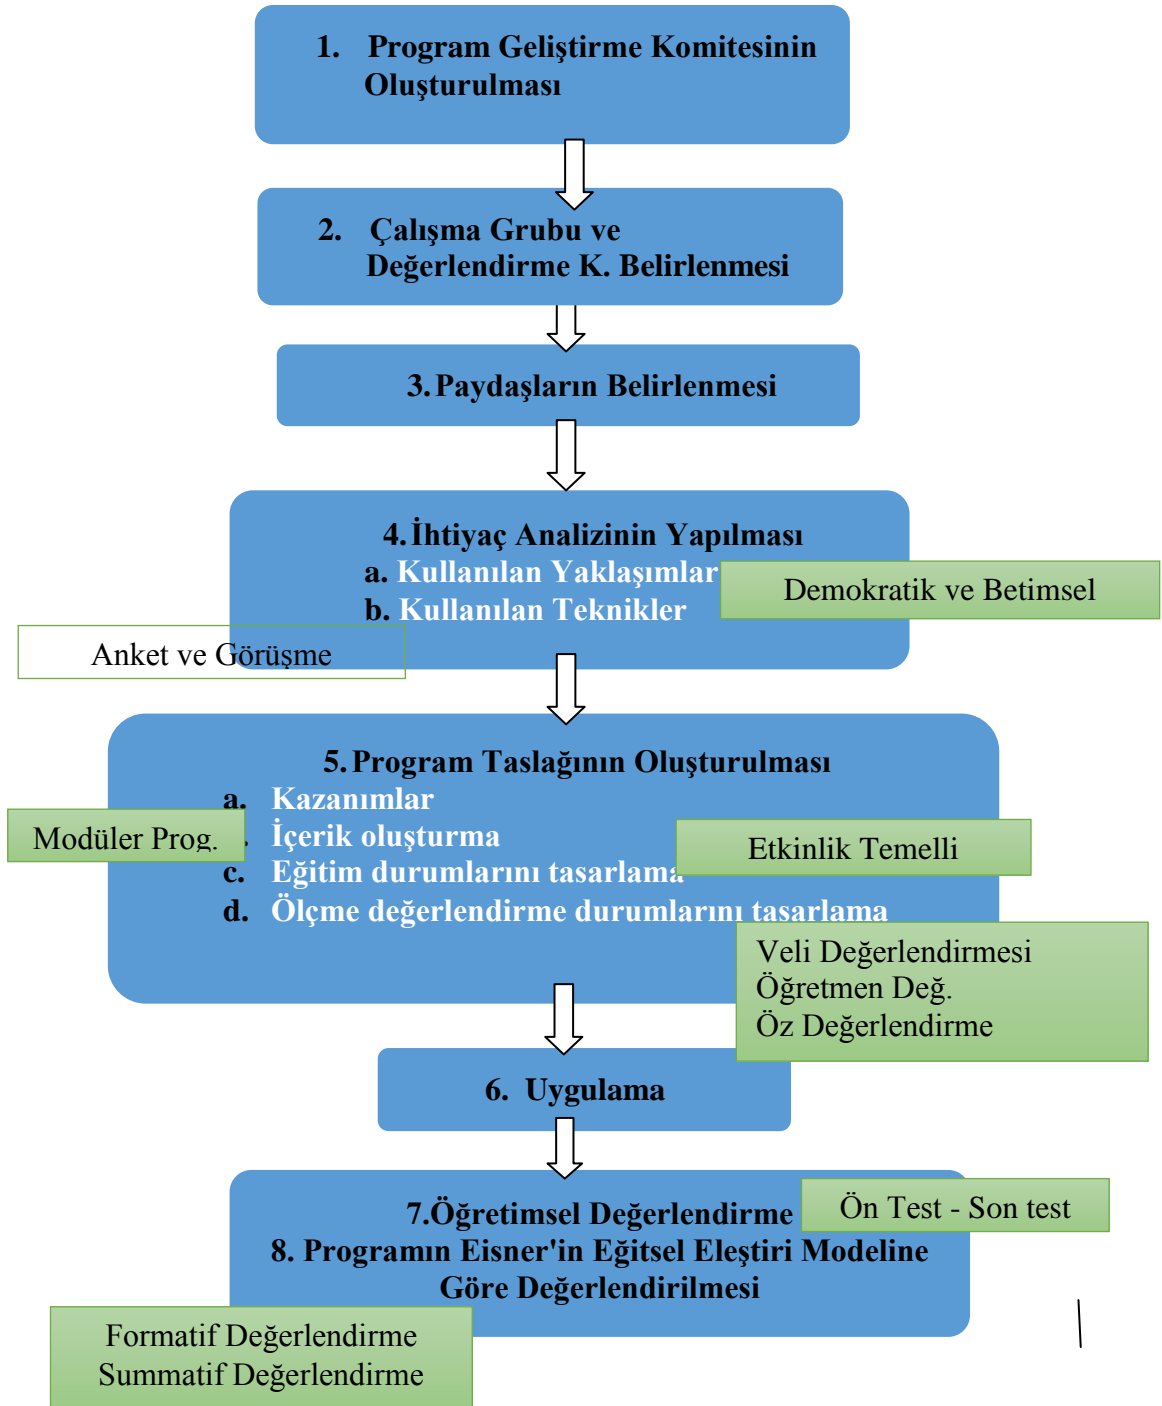 1. Program Geliştirme Komitesinin
Oluşturulması
2. Çalışma Grubu ve
Değerlendirme K. Belirlenmesi
3. Paydaşların Belirlenmesi
4. İhtiyaç Analizinin Yapılması
a. Kullanılan Yaklaşımlar
Demokratik ve Betimsel
b. Kullanılan Teknikler
Anket ve Görüşme
5. Program Taslağının Oluşturulması
a. Kazanımlar
Modüler Prog.
İçerik oluşturma
Etkinlik Temelli
c. Eğitim durumlarını tasarlama
d. Ölçme değerlendirme durumlarını tasarlama
Veli Değerlendirmesi
Öğretmen Değ.
Öz Değerlendirme
6. Uygulama
7.Öğretimsel Değerlendirme
Ön Test - Son test
8. Programın Eisner'in Eğitsel Eleştiri Modeline
Göre Değerlendirilmesi
Formatif Değerlendirme
Summatif Değerlendirme